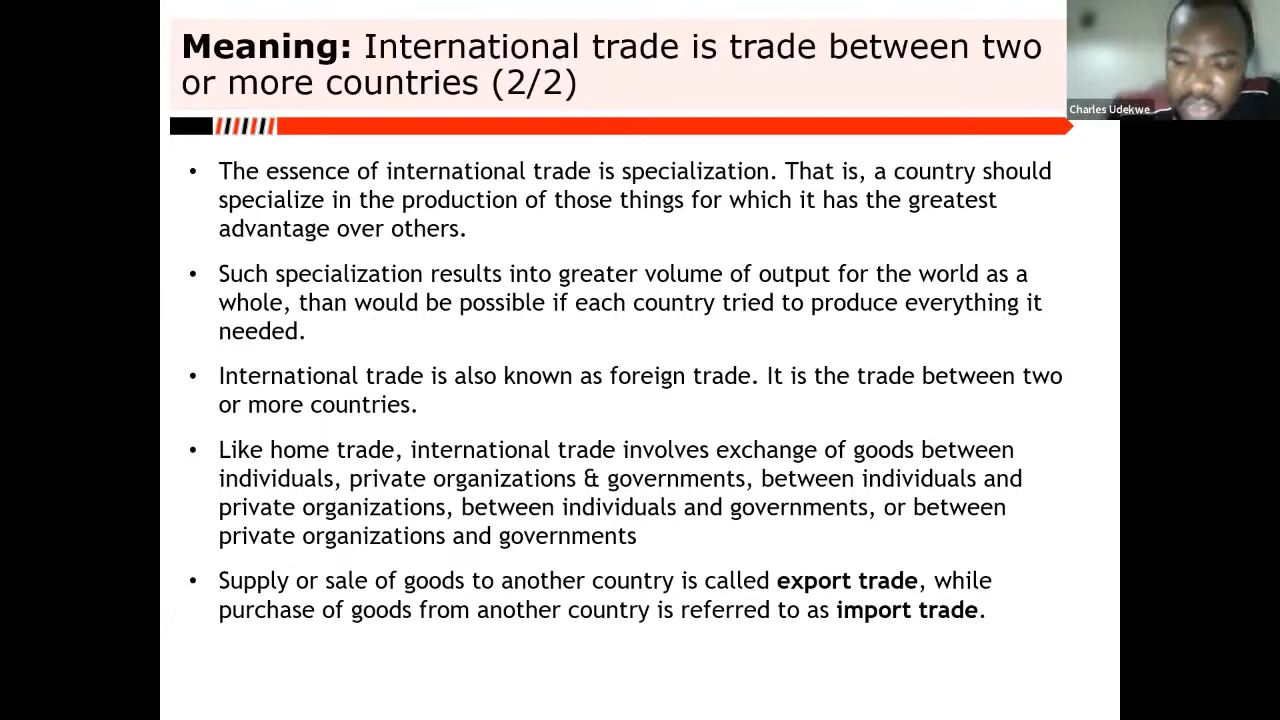 Meaning: International trade is trade between two
or more countries (2/2)
Charles Udekwe
• The essence of international trade is specialization. That is, a country should
specialize in the production of those things for which it has the greatest
advantage over others.
• Such specialization results into greater volume of output for the world as a
whole, than would be possible if each country tried to produce everything it
needed.
• International trade is also known as foreign trade. It is the trade between two
or more countries.
• Like home trade, international trade involves exchange of goods between
individuals, private organizations & governments, between individuals and
private organizations, between individuals and governments, or between
private organizations and governments
• Supply or sale of goods to another country is called export trade, while
purchase of goods from another country is referred to as import trade.